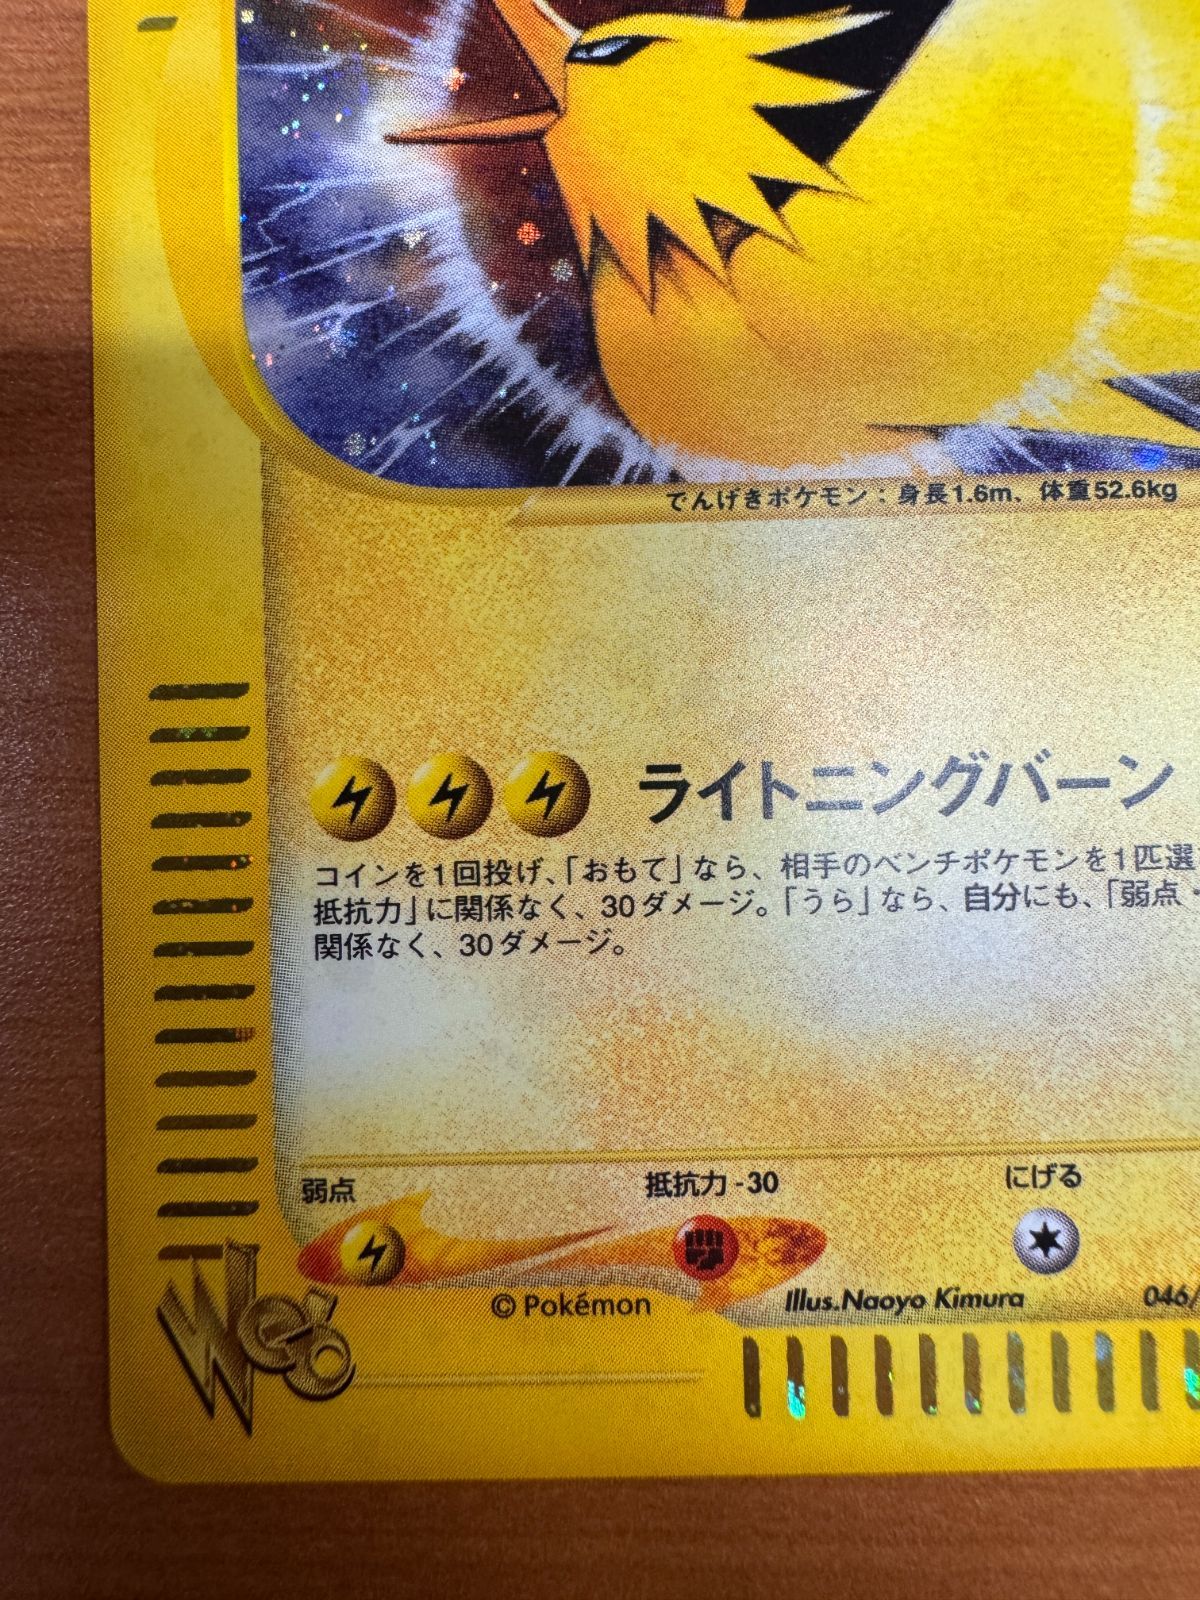 でんげきポケモン：身長1.6m、体重52.6kg
ライトニングバーン
コインを1回投げ、「おもて」なら、相手のベンチポケモンを1匹選
抵抗力」に関係なく、30ダメージ。「うら」なら、自分にも、「弱点・
関係なく、30ダメージ。
弱点 抵抗力 -30 にげる
Web © Pokémon Illus.Naoyo Kimura 046/